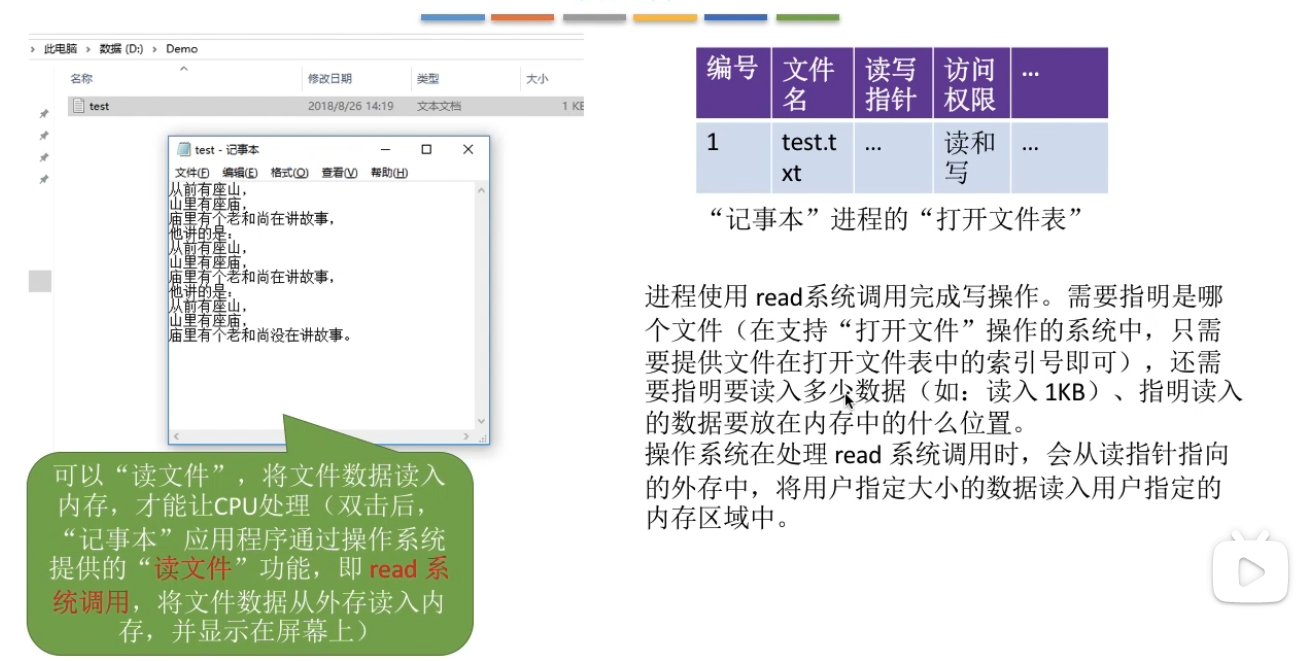 此电脑 › 数据 (D:) › Demo
名称 修改日期 类型 大小
test 2018/8/26 14:19 文本文档 1 KB
test - 记事本
文件(F) 编辑(E) 格式(O) 查看(V) 帮助(H)
从前有座山，
山里有座庙，
庙里有个老和尚在讲故事，
他讲的是：
从前有座山，
山里有座庙，
庙里有个老和尚在讲故事，
他讲的是：
从前有座山，
山里有座庙，
庙里有个老和尚没在讲故事。
可以“读文件”，将文件数据读入
内存，才能让CPU处理（双击后，
“记事本”应用程序通过操作系统
提供的“读文件”功能，即 read 系
统调用，将文件数据从外存读入内
存，并显示在屏幕上）
编号 文件 读写 访问 ...
名 指针 权限
1 test.t ... 读和 ...
xt 写
“记事本”进程的“打开文件表”
进程使用 read系统调用完成写操作。需要指明是哪
个文件（在支持“打开文件”操作的系统中，只需
要提供文件在打开文件表中的索引号即可），还需
要指明要读入多少数据（如：读入 1KB）、指明读入
的数据要放在内存中的什么位置。
操作系统在处理 read 系统调用时，会从读指针指向
的外存中，将用户指定大小的数据读入用户指定的
内存区域中。